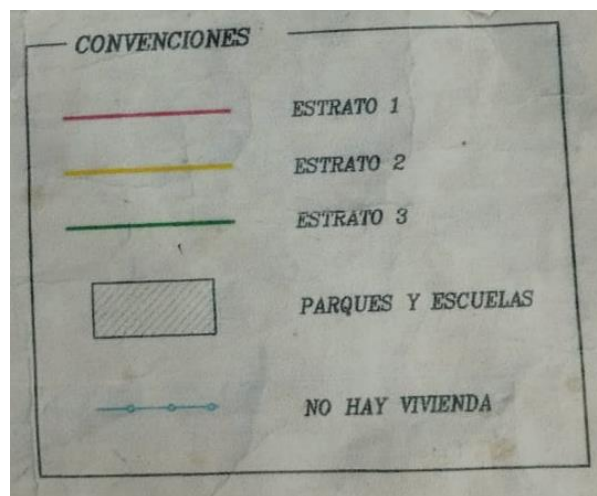 CONVENCIONES
ESTRATO 1
ESTRATO 2
ESTRATO 3
PARQUES Y ESCUELAS
NO HAY VIVIENDA